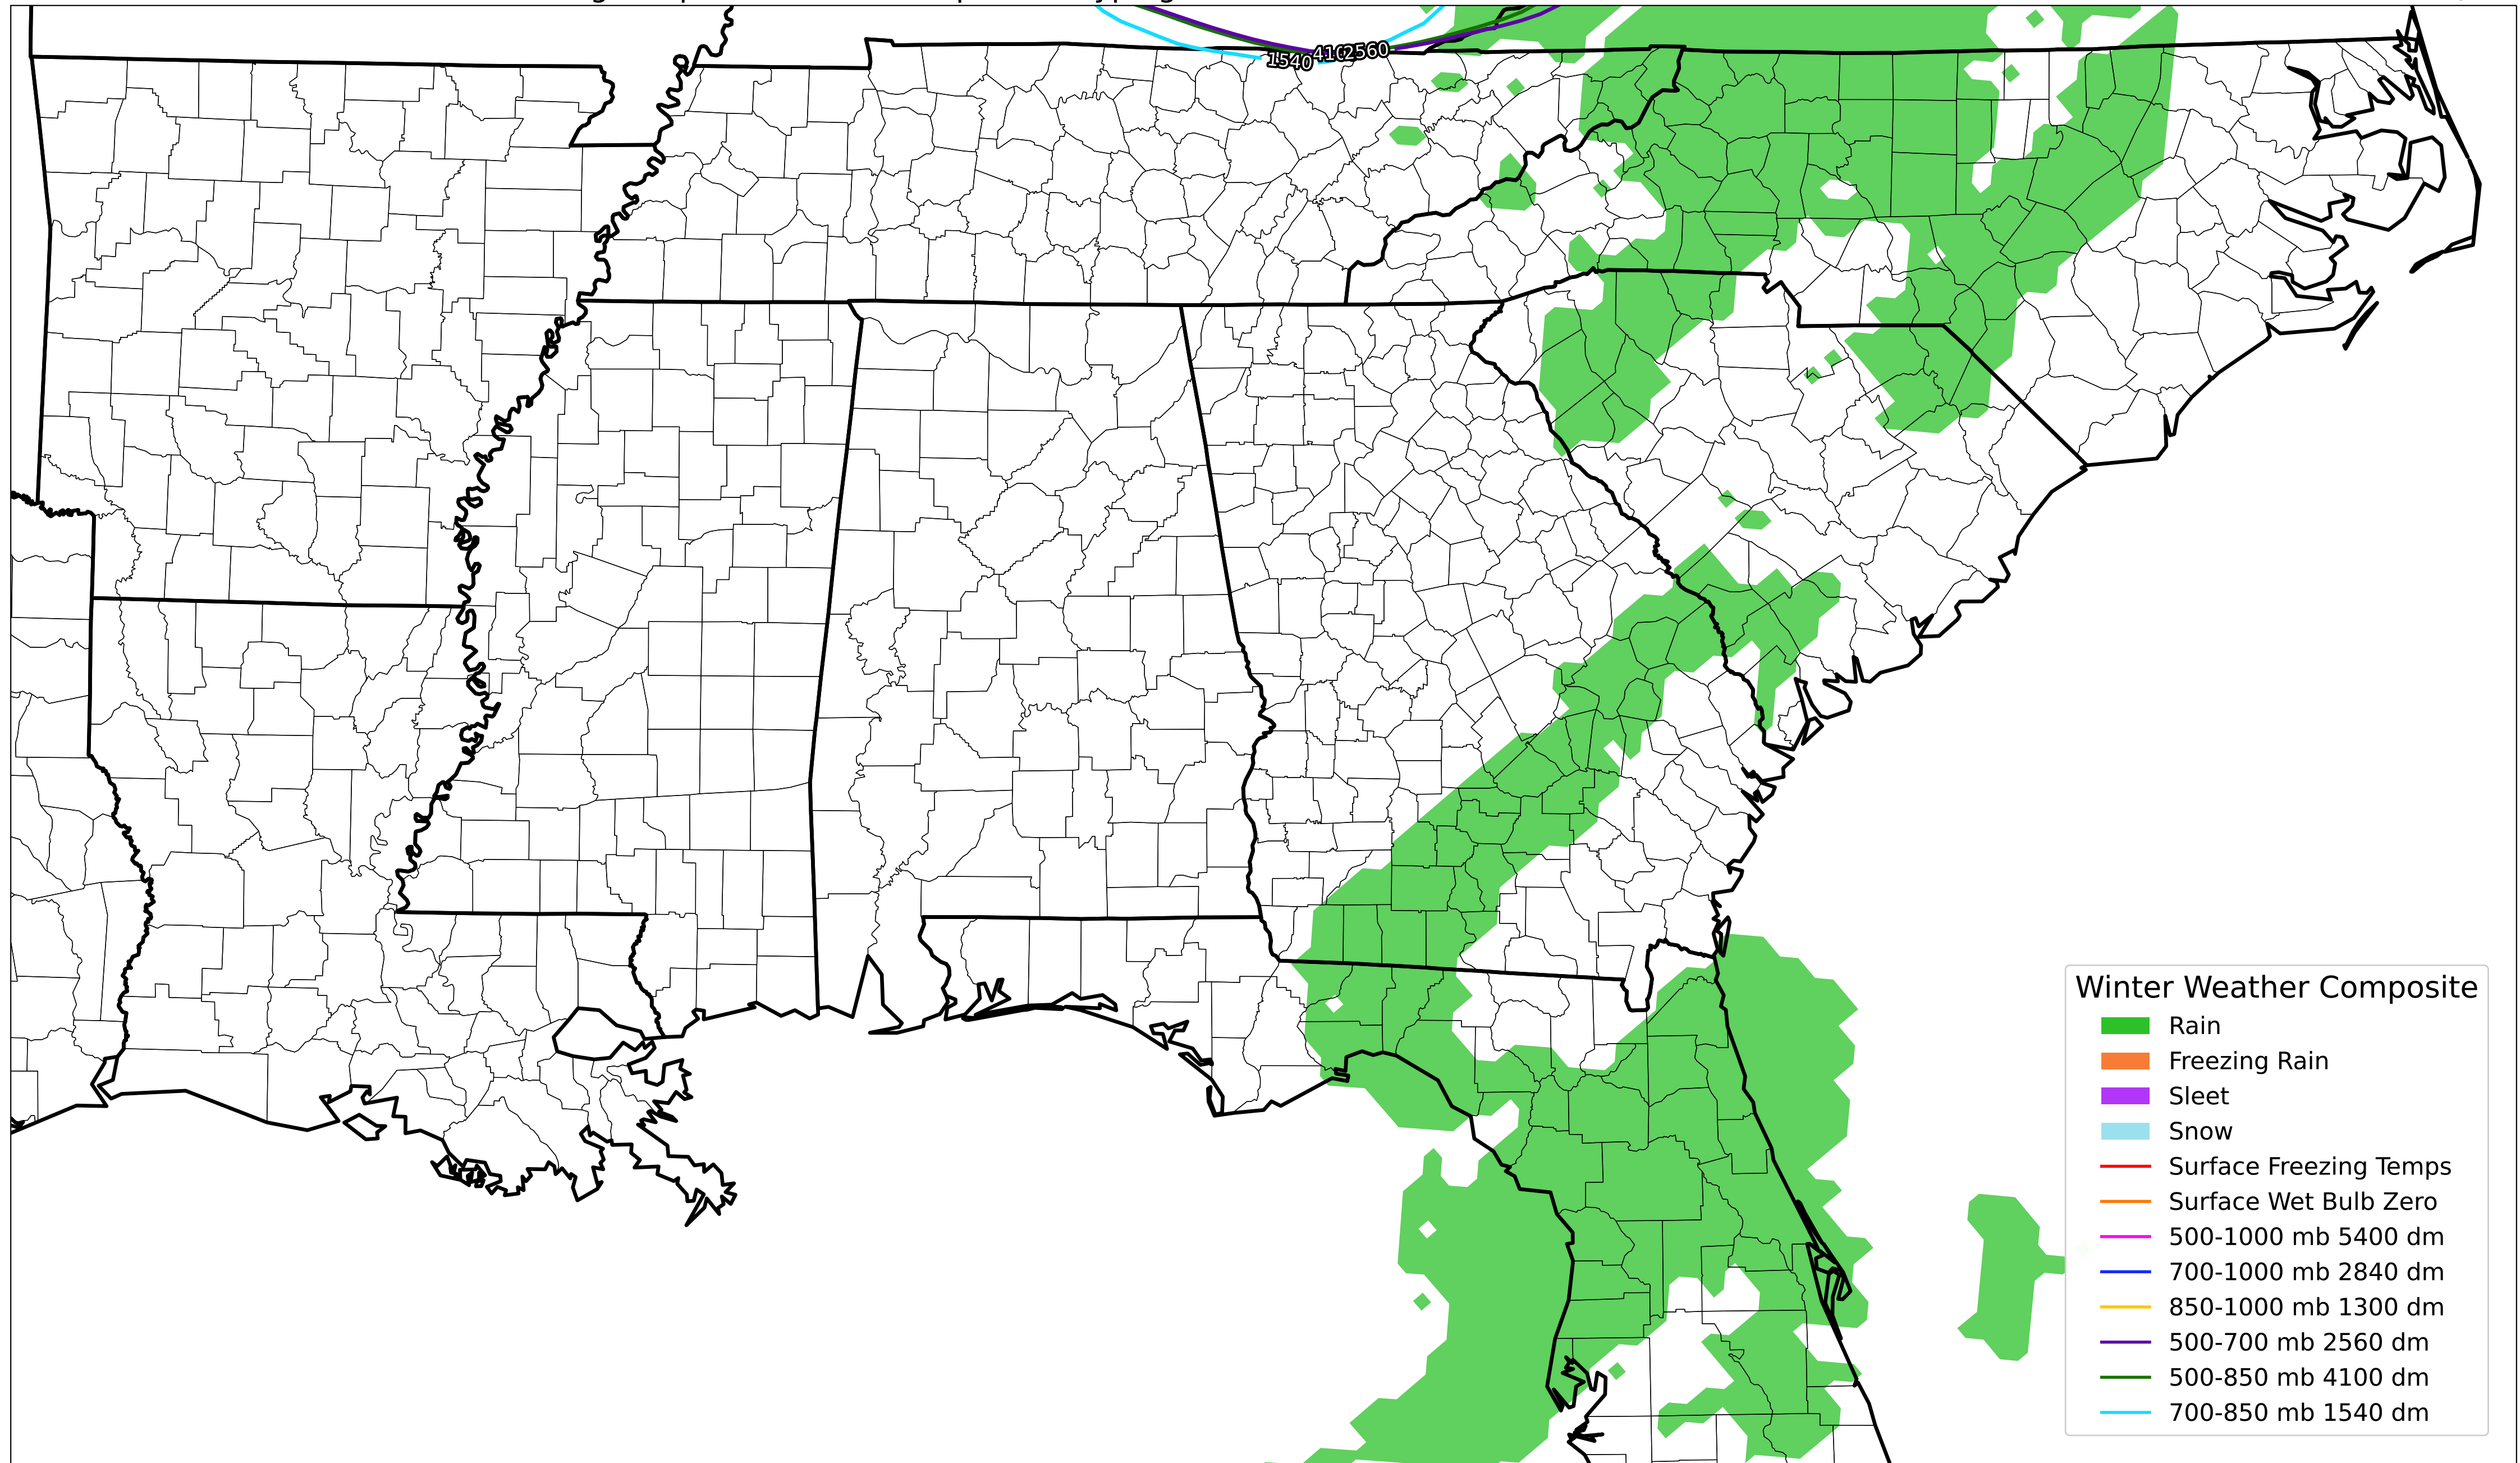 1540 4100 2560
Winter Weather Composite
Rain
Freezing Rain
Sleet
Snow
Surface Freezing Temps
Surface Wet Bulb Zero
500-1000 mb 5400 dm
700-1000 mb 2840 dm
850-1000 mb 1300 dm
500-700 mb 2560 dm
500-850 mb 4100 dm
700-850 mb 1540 dm